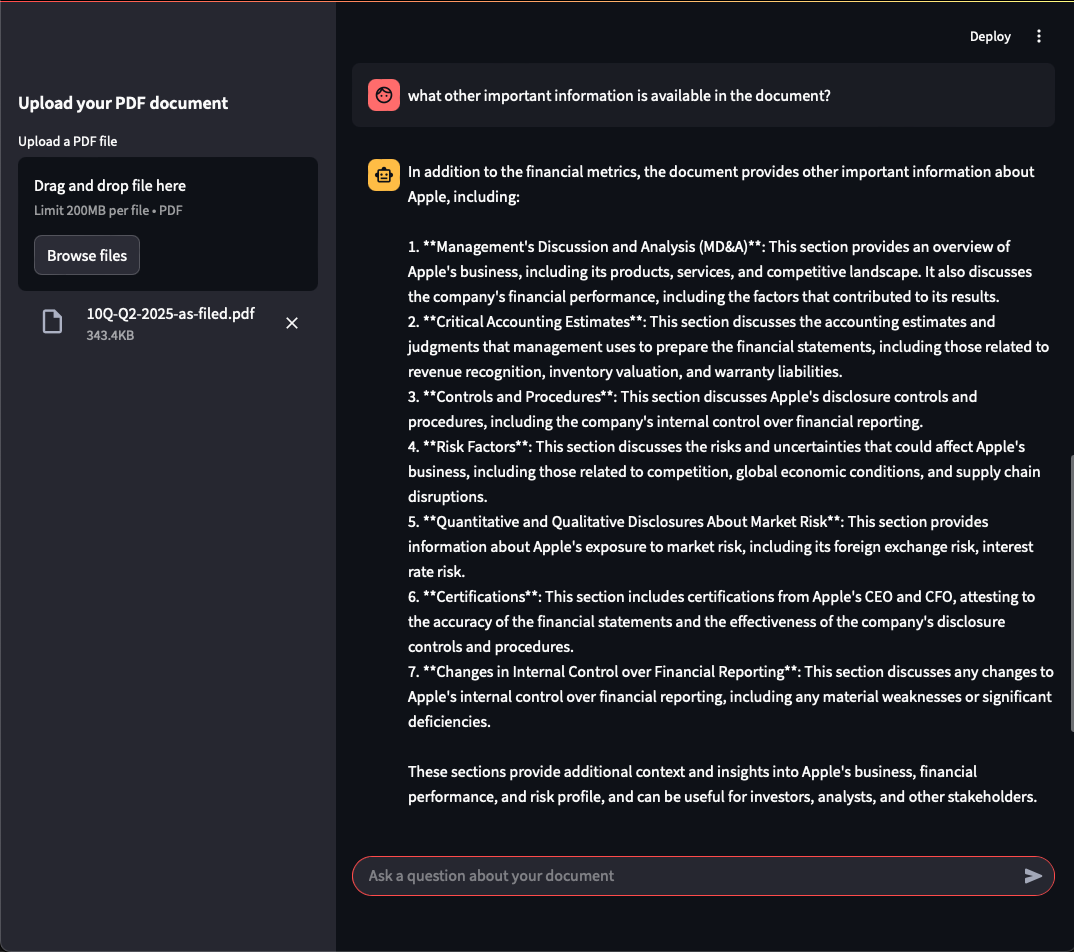 Deploy
Upload your PDF document
Upload a PDF file
Drag and drop file here
Limit 200MB per file • PDF
Browse files
10Q-Q2-2025-as-filed.pdf
343.4KB
what other important information is available in the document?
In addition to the financial metrics, the document provides other important information about
Apple, including:
1. **Management's Discussion and Analysis (MD&A)**: This section provides an overview of
Apple's business, including its products, services, and competitive landscape. It also discusses
the company's financial performance, including the factors that contributed to its results.
2. **Critical Accounting Estimates**: This section discusses the accounting estimates and
judgments that management uses to prepare the financial statements, including those related to
revenue recognition, inventory valuation, and warranty liabilities.
3. **Controls and Procedures**: This section discusses Apple's disclosure controls and
procedures, including the company's internal control over financial reporting.
4. **Risk Factors**: This section discusses the risks and uncertainties that could affect Apple's
business, including those related to competition, global economic conditions, and supply chain
disruptions.
5. **Quantitative and Qualitative Disclosures About Market Risk**: This section provides
information about Apple's exposure to market risk, including its foreign exchange risk, interest
rate risk.
6. **Certifications**: This section includes certifications from Apple's CEO and CFO, attesting to
the accuracy of the financial statements and the effectiveness of the company's disclosure
controls and procedures.
7. **Changes in Internal Control over Financial Reporting**: This section discusses any changes to
Apple's internal control over financial reporting, including any material weaknesses or significant
deficiencies.
These sections provide additional context and insights into Apple's business, financial
performance, and risk profile, and can be useful for investors, analysts, and other stakeholders.
Ask a question about your document